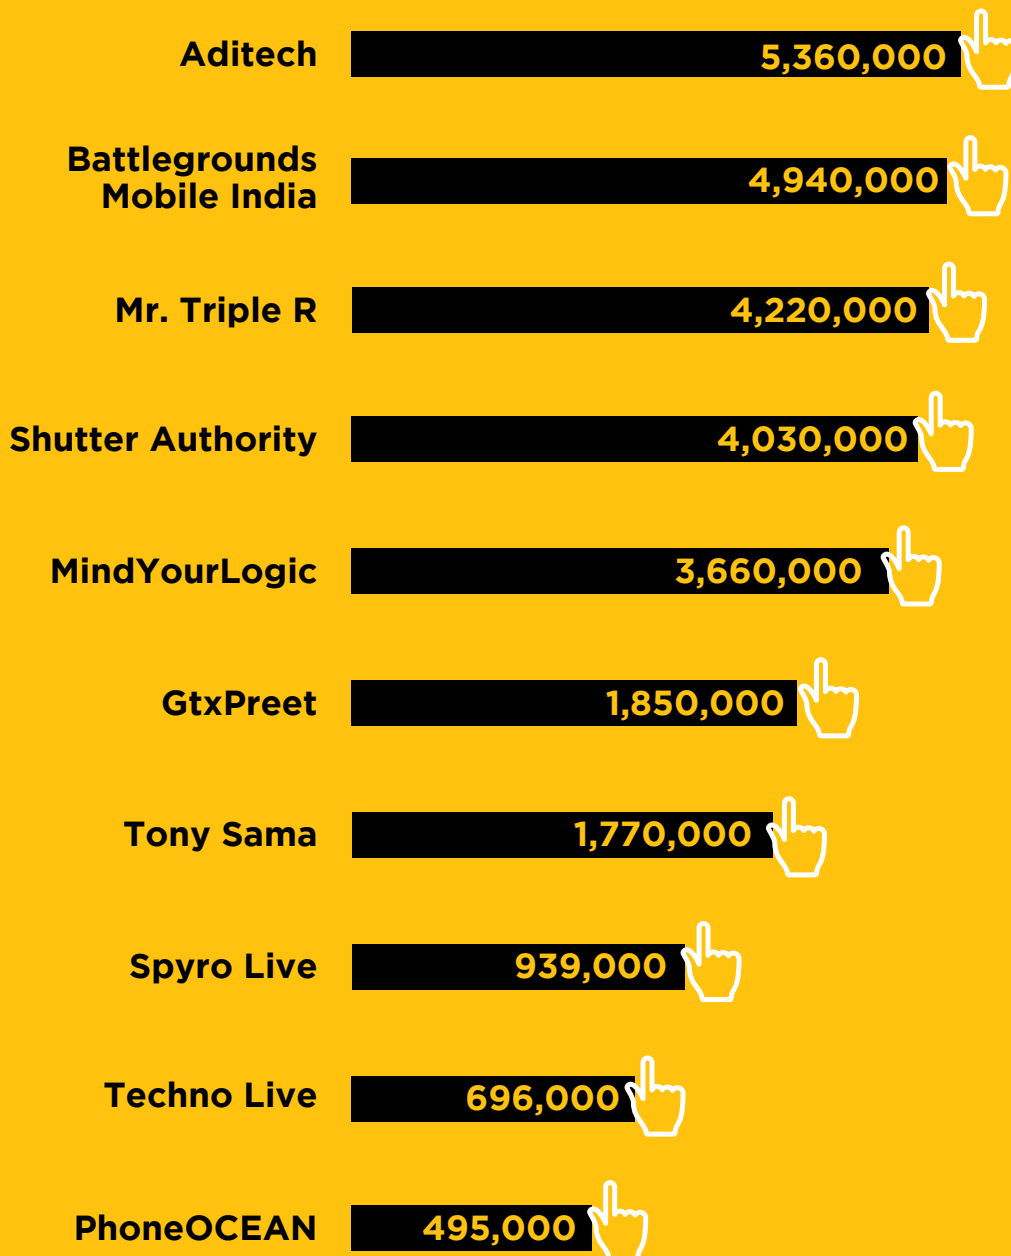 Aditech 5,360,000
Battlegrounds
Mobile India 4,940,000
Mr. Triple R 4,220,000
Shutter Authority 4,030,000
MindYourLogic 3,660,000
GtxPreet 1,850,000
Tony Sama 1,770,000
Spyro Live 939,000
Techno Live 696,000
PhoneOCEAN 495,000